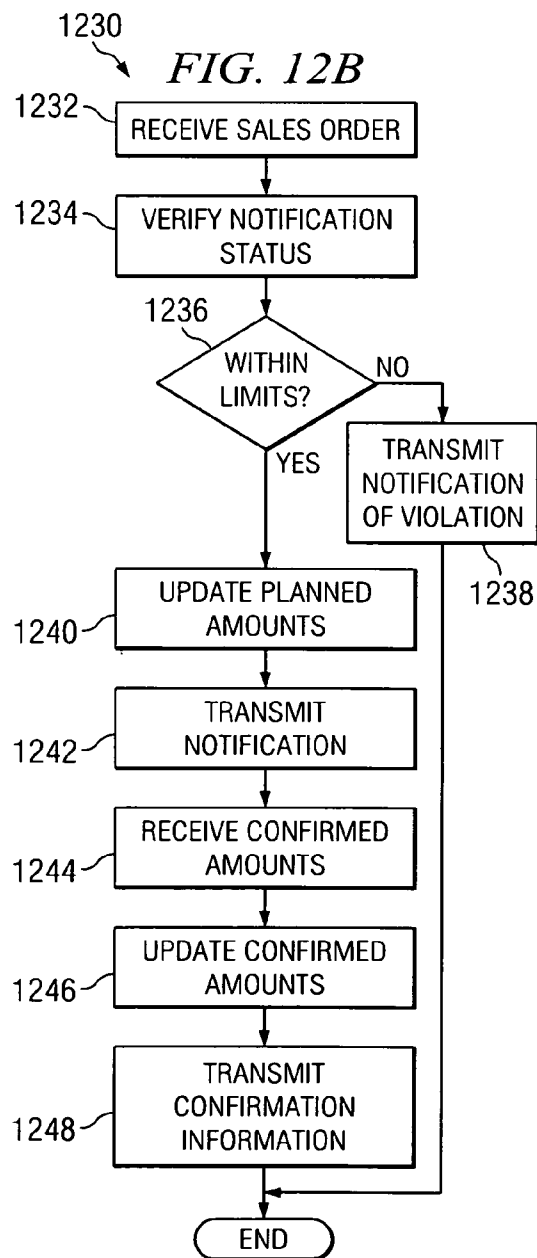 1230
FIG. 12B
1232
RECEIVE SALES ORDER
1234
VERIFY NOTIFICATION
STATUS
1236
WITHIN
LIMITS?
NO
YES
TRANSMIT
NOTIFICATION
OF VIOLATION
1238
1240
UPDATE PLANNED
AMOUNTS
1242
TRANSMIT
NOTIFICATION
1244
RECEIVE CONFIRMED
AMOUNTS
1246
UPDATE CONFIRMED
AMOUNTS
1248
TRANSMIT
CONFIRMATION
INFORMATION
END